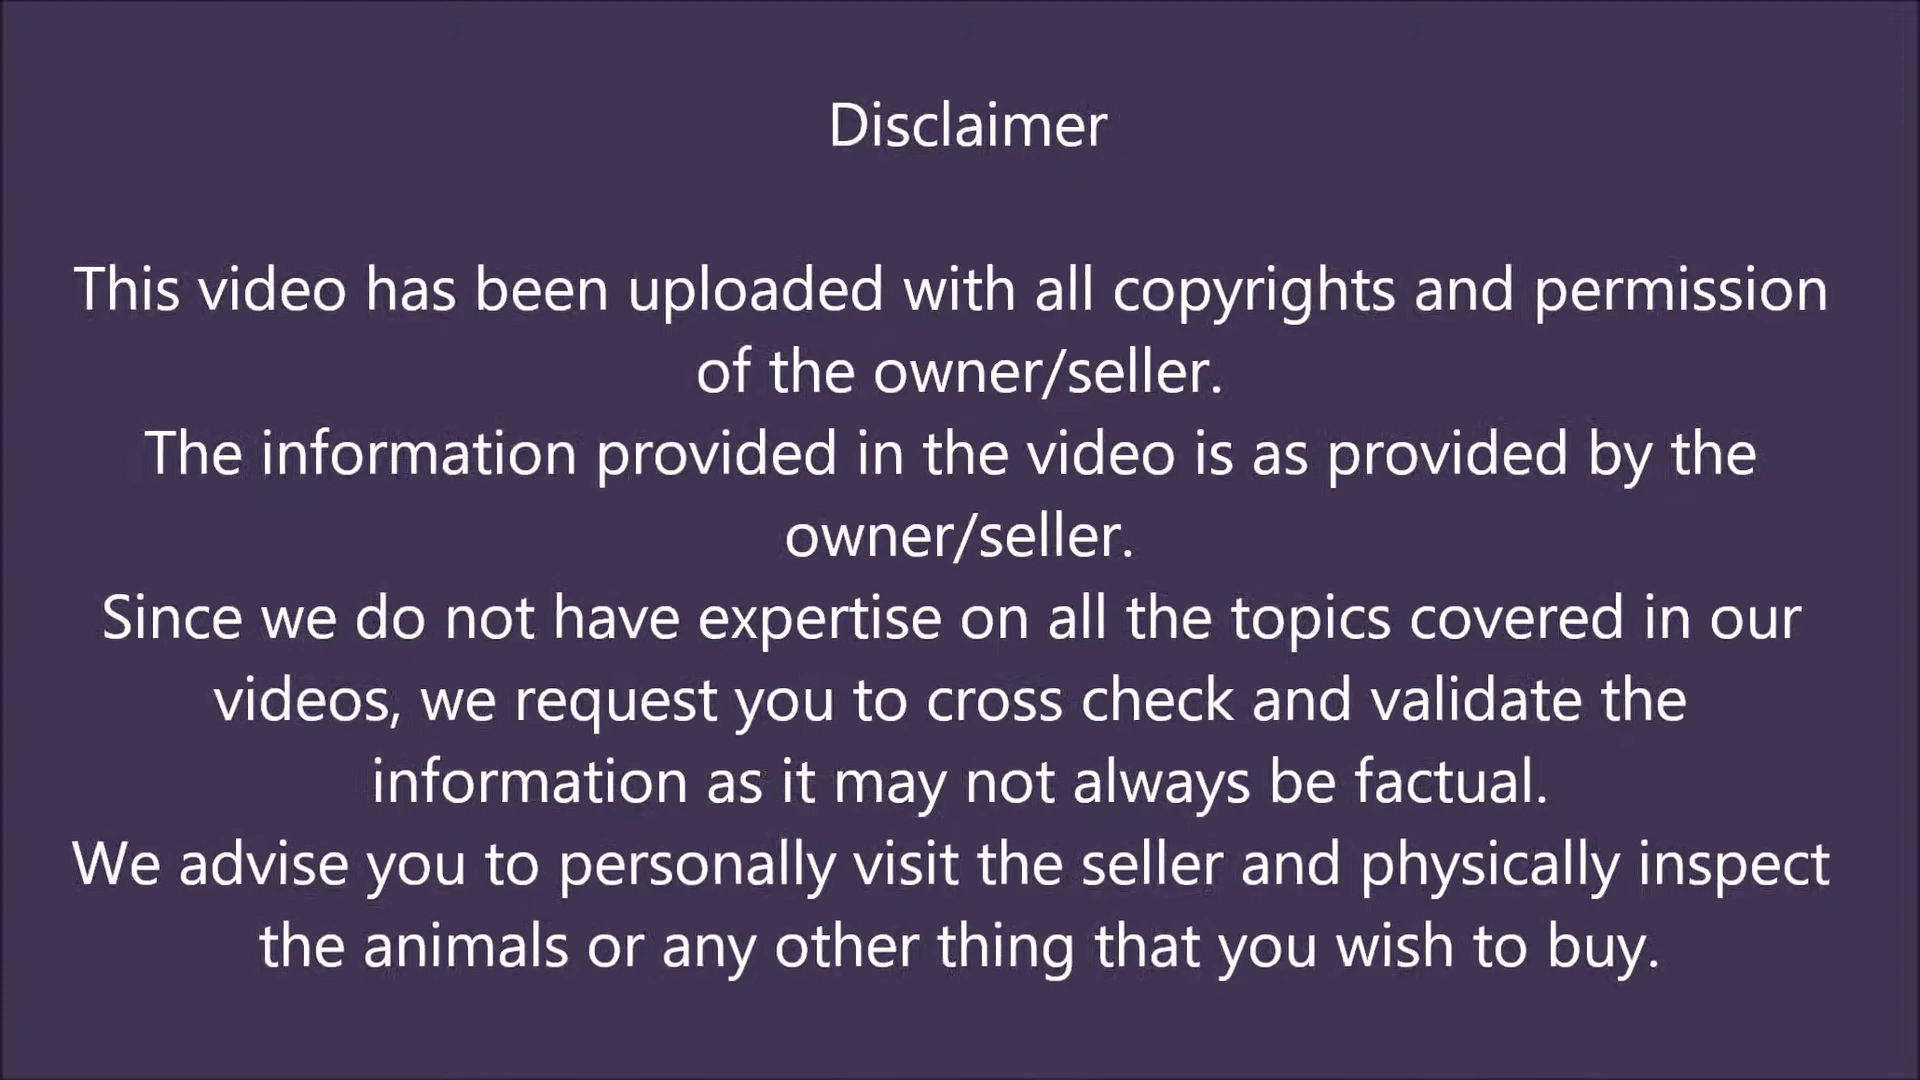 Disclaimer
This video has been uploaded with all copyrights and permission
of the owner/seller.
The information provided in the video is as provided by the
owner/seller.
Since we do not have expertise on all the topics covered in our
videos, we request you to cross check and validate the
information as it may not always be factual.
We advise you to personally visit the seller and physically inspect
the animals or any other thing that you wish to buy.